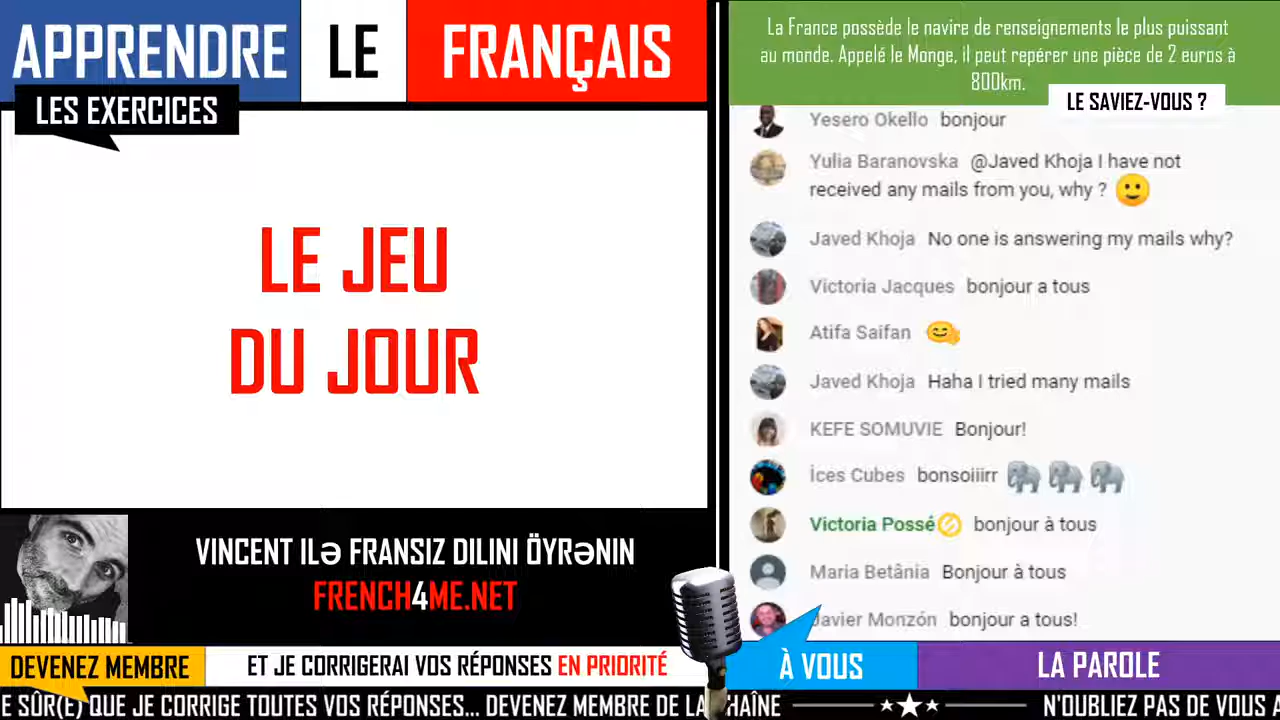 APPRENDRE LE FRANÇAIS
LES EXERCICES
LE JEU
DU JOUR
VINCENT ILƏ FRANSIZ DILINI ÖYRƏNIN
FRENCH4ME.NET
DEVENEZ MEMBRE
ET JE CORRIGERAI VOS RÉPONSES EN PRIORITÉ
La France possède le navire de renseignements le plus puissant
au monde. Appelé le Monge, il peut repérer une pièce de 2 euros à
800km.
LE SAVIEZ-VOUS ?
Yesero Okello bonjour
Yulia Baranovska @Javed Khoja I have not
received any mails from you, why ? 🙂
Javed Khoja No one is answering my mails why?
Victoria Jacques bonjour a tous
Atifa Saifan 🤗
Javed Khoja Haha I tried many mails
KEFE SOMUVIE Bonjour!
İces Cubes bonsoiiirr 🐘🐘🐘
Victoria Possé bonjour à tous
Maria Betânia Bonjour à tous
Javier Monzón bonjour a tous!
À VOUS
LA PAROLE
E SÛR(E) QUE JE CORRIGE TOUTES VOS RÉPONSES... DEVENEZ MEMBRE DE LA CHAÎNE N'OUBLIEZ PAS DE VOUS A